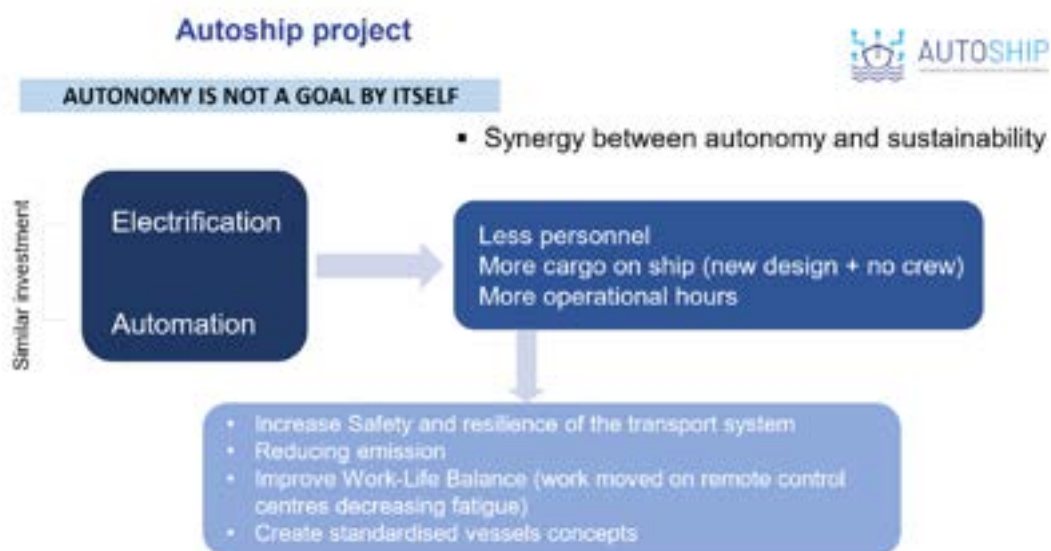 Autoship project
AUTOSHIP
AUTONOMY IS NOT A GOAL BY ITSELF
▪ Synergy between autonomy and sustainability
Similar investment
Electrification
Automation
Less personnel
More cargo on ship (new design + no crew)
More operational hours
• Increase Safety and resilience of the transport system
• Reducing emission
• Improve Work-Life Balance (work moved on remote control
centres decreasing fatigue)
• Create standardised vessels concepts